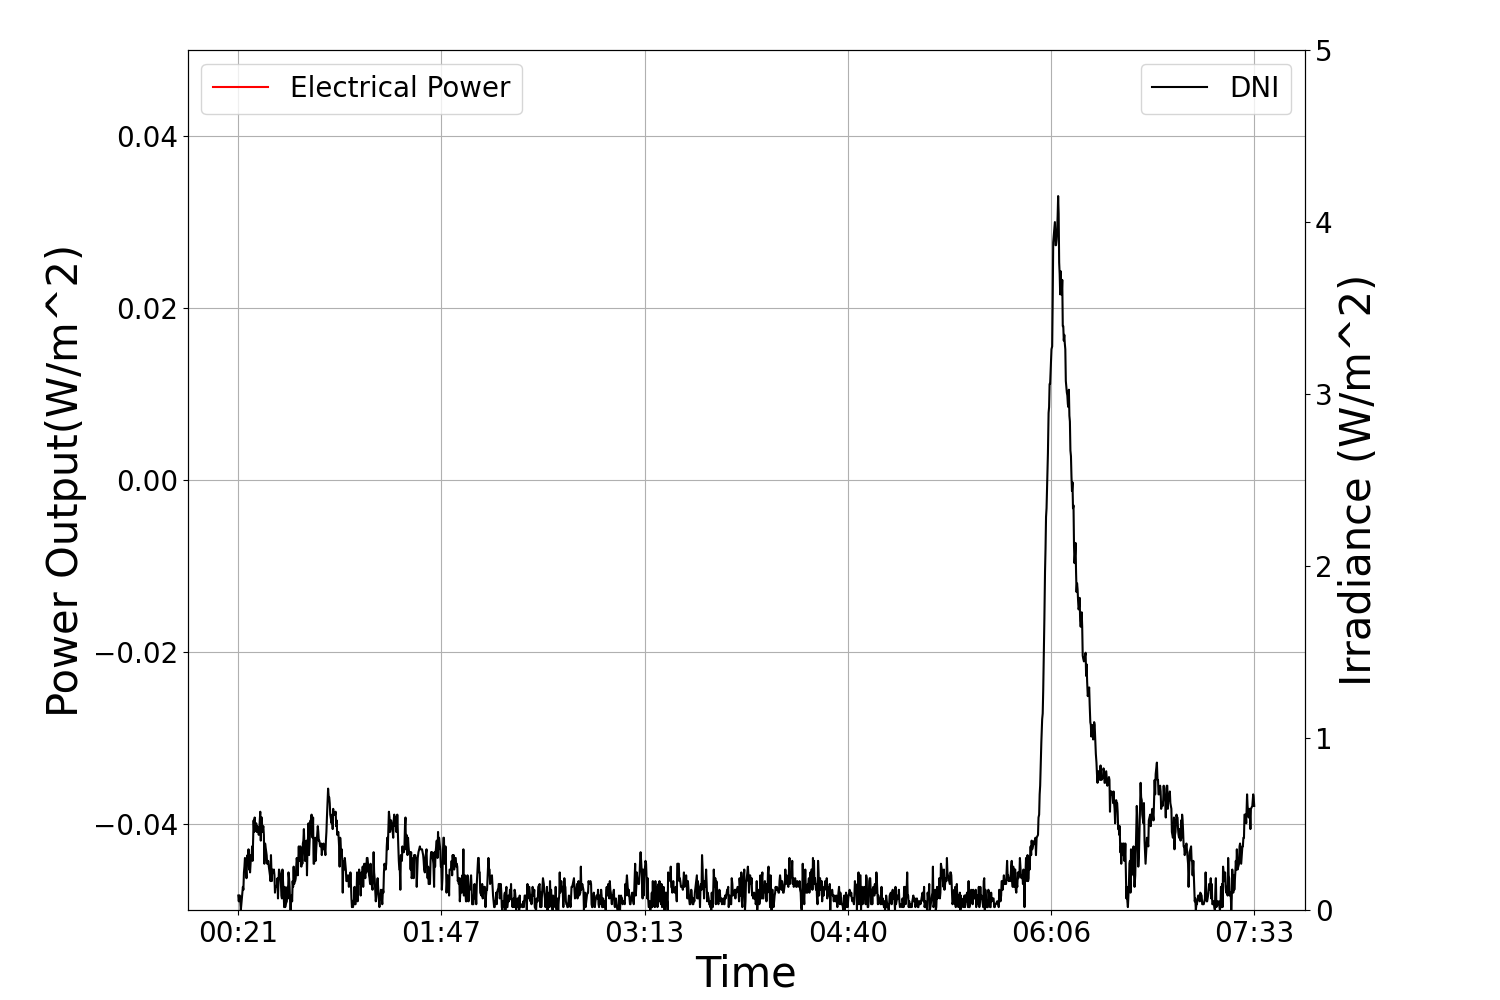 Electrical Power
DNI
Power Output(W/m^2)
0.04
0.02
0.00
−0.02
−0.04
5
4
3
2
1
0
Irradiance (W/m^2)
00:21 01:47 03:13 04:40 06:06 07:33
Time